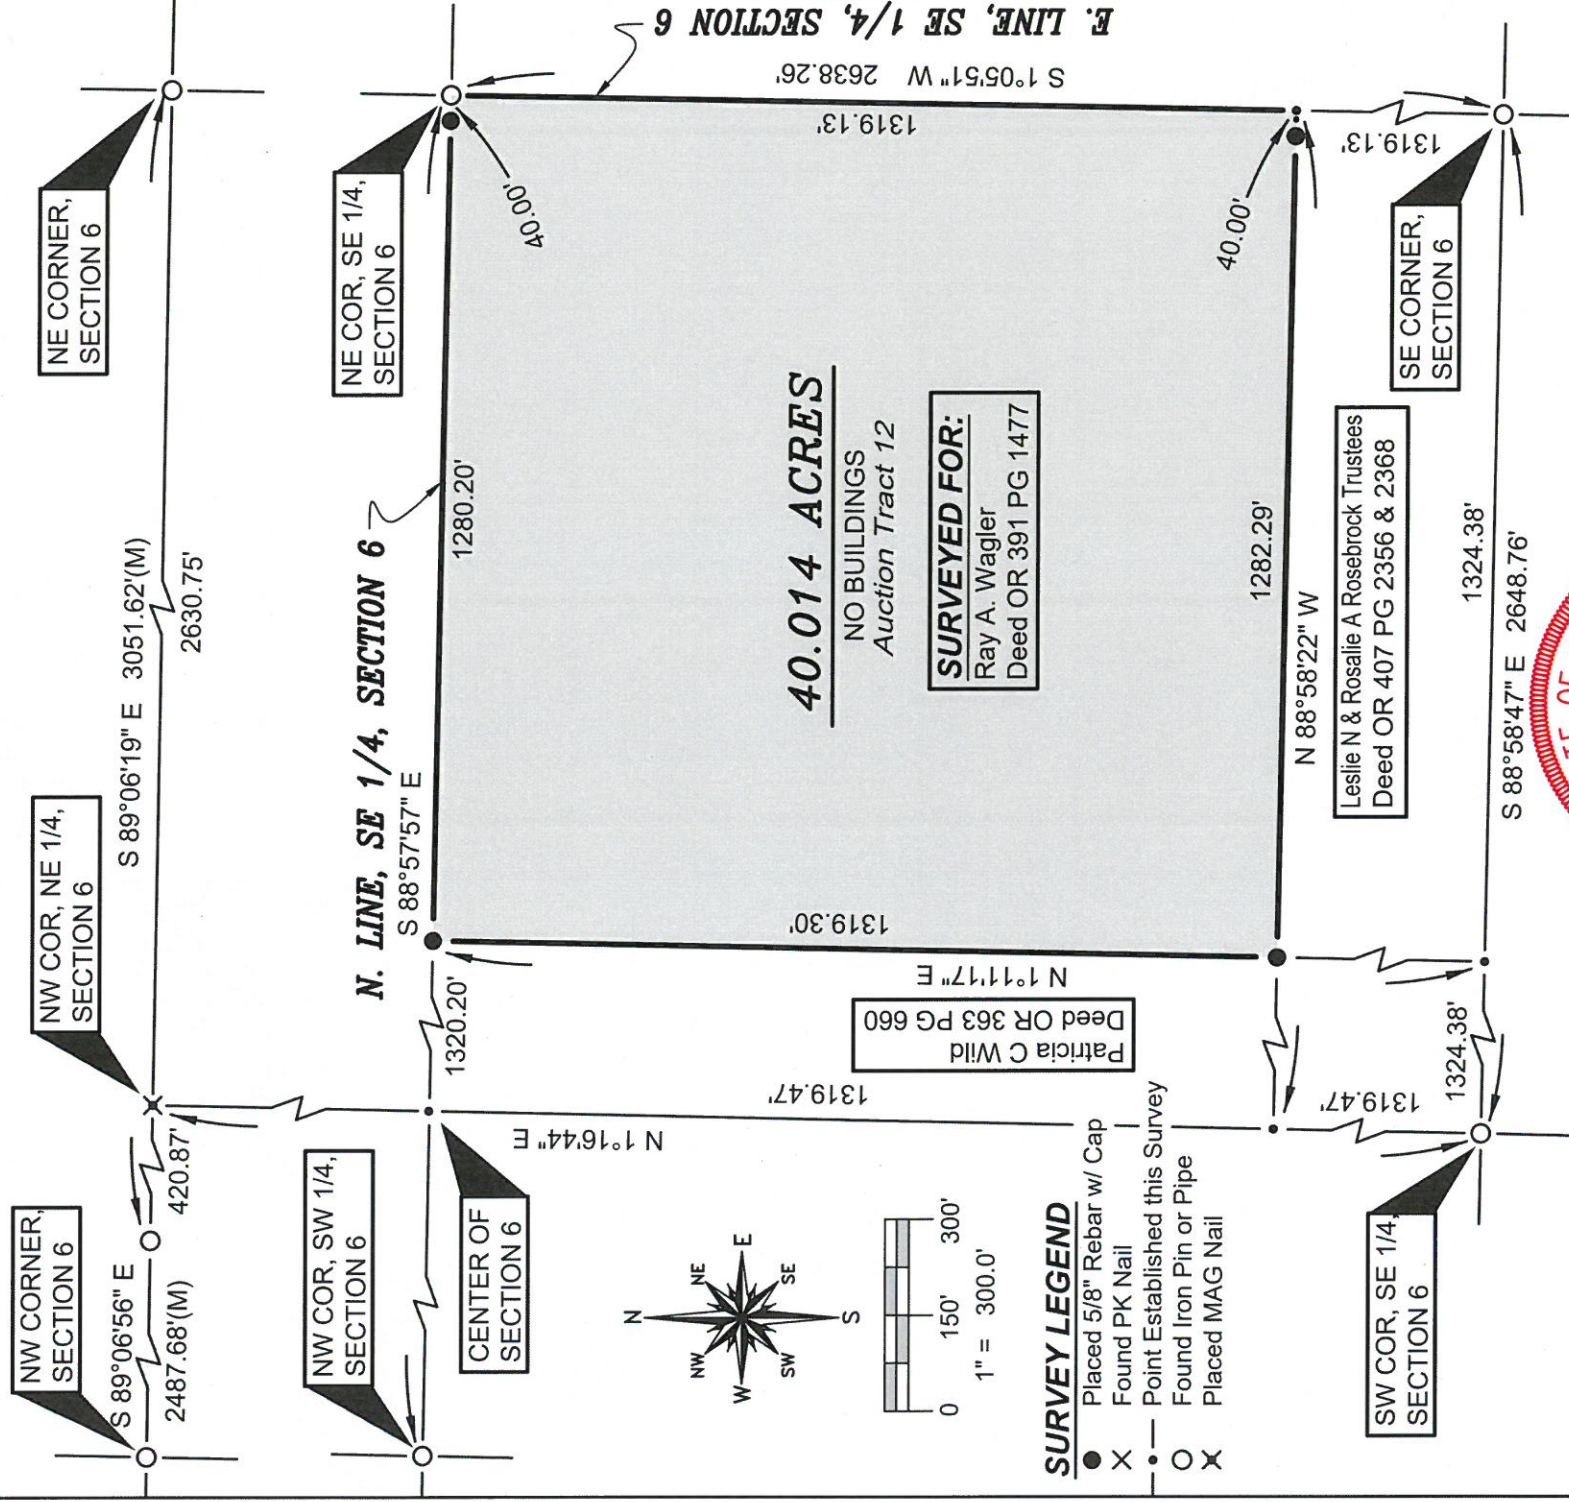 E. LINE, SE 1/4, SECTION 6
S 1°05'51" W 2638.26'
NE CORNER,
SECTION 6
NE COR, SE 1/4,
SECTION 6
1319.13'
40.00'
40.00'
1319.13'
SE CORNER,
SECTION 6
S 89°06'19" E 3051.62'(M)
2630.75'
N. LINE, SE 1/4, SECTION 6
S 88°57'57" E
1280.20'
40.014 ACRES
NO BUILDINGS
Auction Tract 12
SURVEYED FOR:
Ray A. Wagler
Deed OR 391 PG 1477
1282.29'
N 88°58'22" W
Leslie N & Rosalie A Rosebrock Trustees
Deed OR 407 PG 2356 & 2368
1324.38'
S 88°58'47" E 2648.76'
NW COR, NE 1/4,
SECTION 6
1320.20'
1319.30'
N 1°11'17" E
Patricia C Wild
Deed OR 363 PG 660
1319.47'
N 1°16'44" E
1319.47'
1324.38'
NW CORNER,
SECTION 6
420.87'
S 89°06'56" E
2487.68'(M)
NW COR, SW 1/4,
SECTION 6
CENTER OF
SECTION 6
N
NE
E
SE
S
SW
W
NW
0 150' 300'
1" = 300.0'
SURVEY LEGEND
Placed 5/8" Rebar w/ Cap
Found PK Nail
Point Established this Survey
Found Iron Pin or Pipe
Placed MAG Nail
SW COR, SE 1/4,
SECTION 6